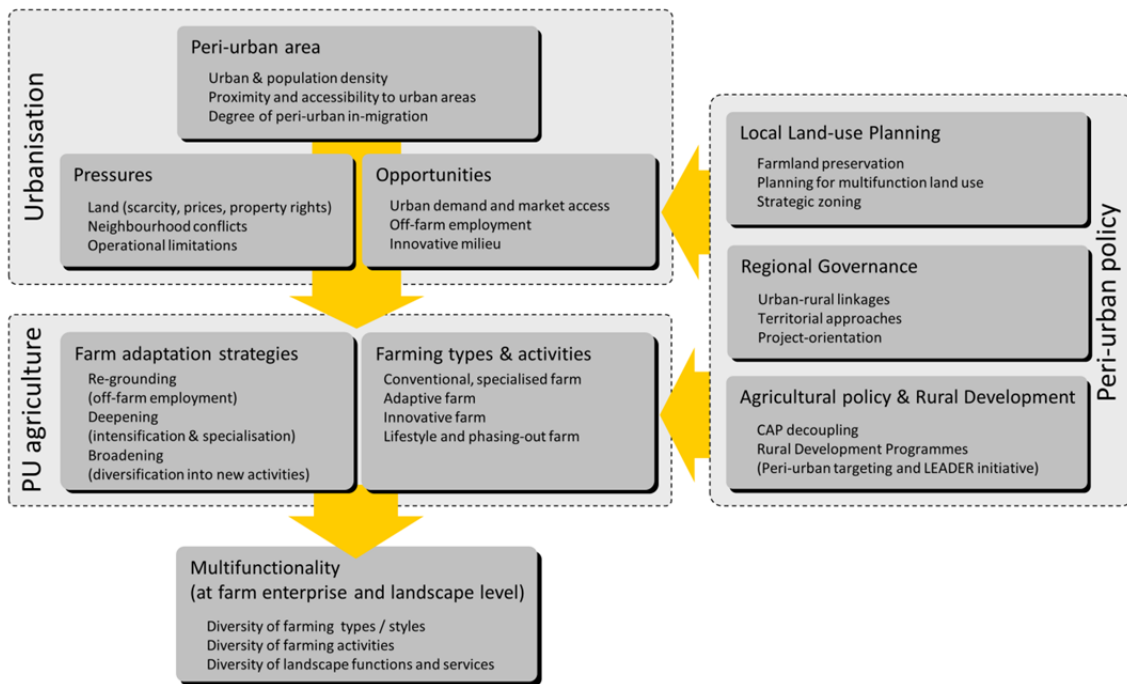 Urbanisation
Peri-urban area
Urban & population density
Proximity and accessibility to urban areas
Degree of peri-urban in-migration
Pressures
Land (scarcity, prices, property rights)
Neighbourhood conflicts
Operational limitations
Opportunities
Urban demand and market access
Off-farm employment
Innovative milieu
PU agriculture
Farm adaptation strategies
Re-grounding
(off-farm employment)
Deepening
(intensification & specialisation)
Broadening
(diversification into new activities)
Farming types & activities
Conventional, specialised farm
Adaptive farm
Innovative farm
Lifestyle and phasing-out farm
Multifunctionality
(at farm enterprise and landscape level)
Diversity of farming types / styles
Diversity of farming activities
Diversity of landscape functions and services
Peri-urban policy
Local Land-use Planning
Farmland preservation
Planning for multifunction land use
Strategic zoning
Regional Governance
Urban-rural linkages
Territorial approaches
Project-orientation
Agricultural policy & Rural Development
CAP decoupling
Rural Development Programmes
(Peri-urban targeting and LEADER initiative)